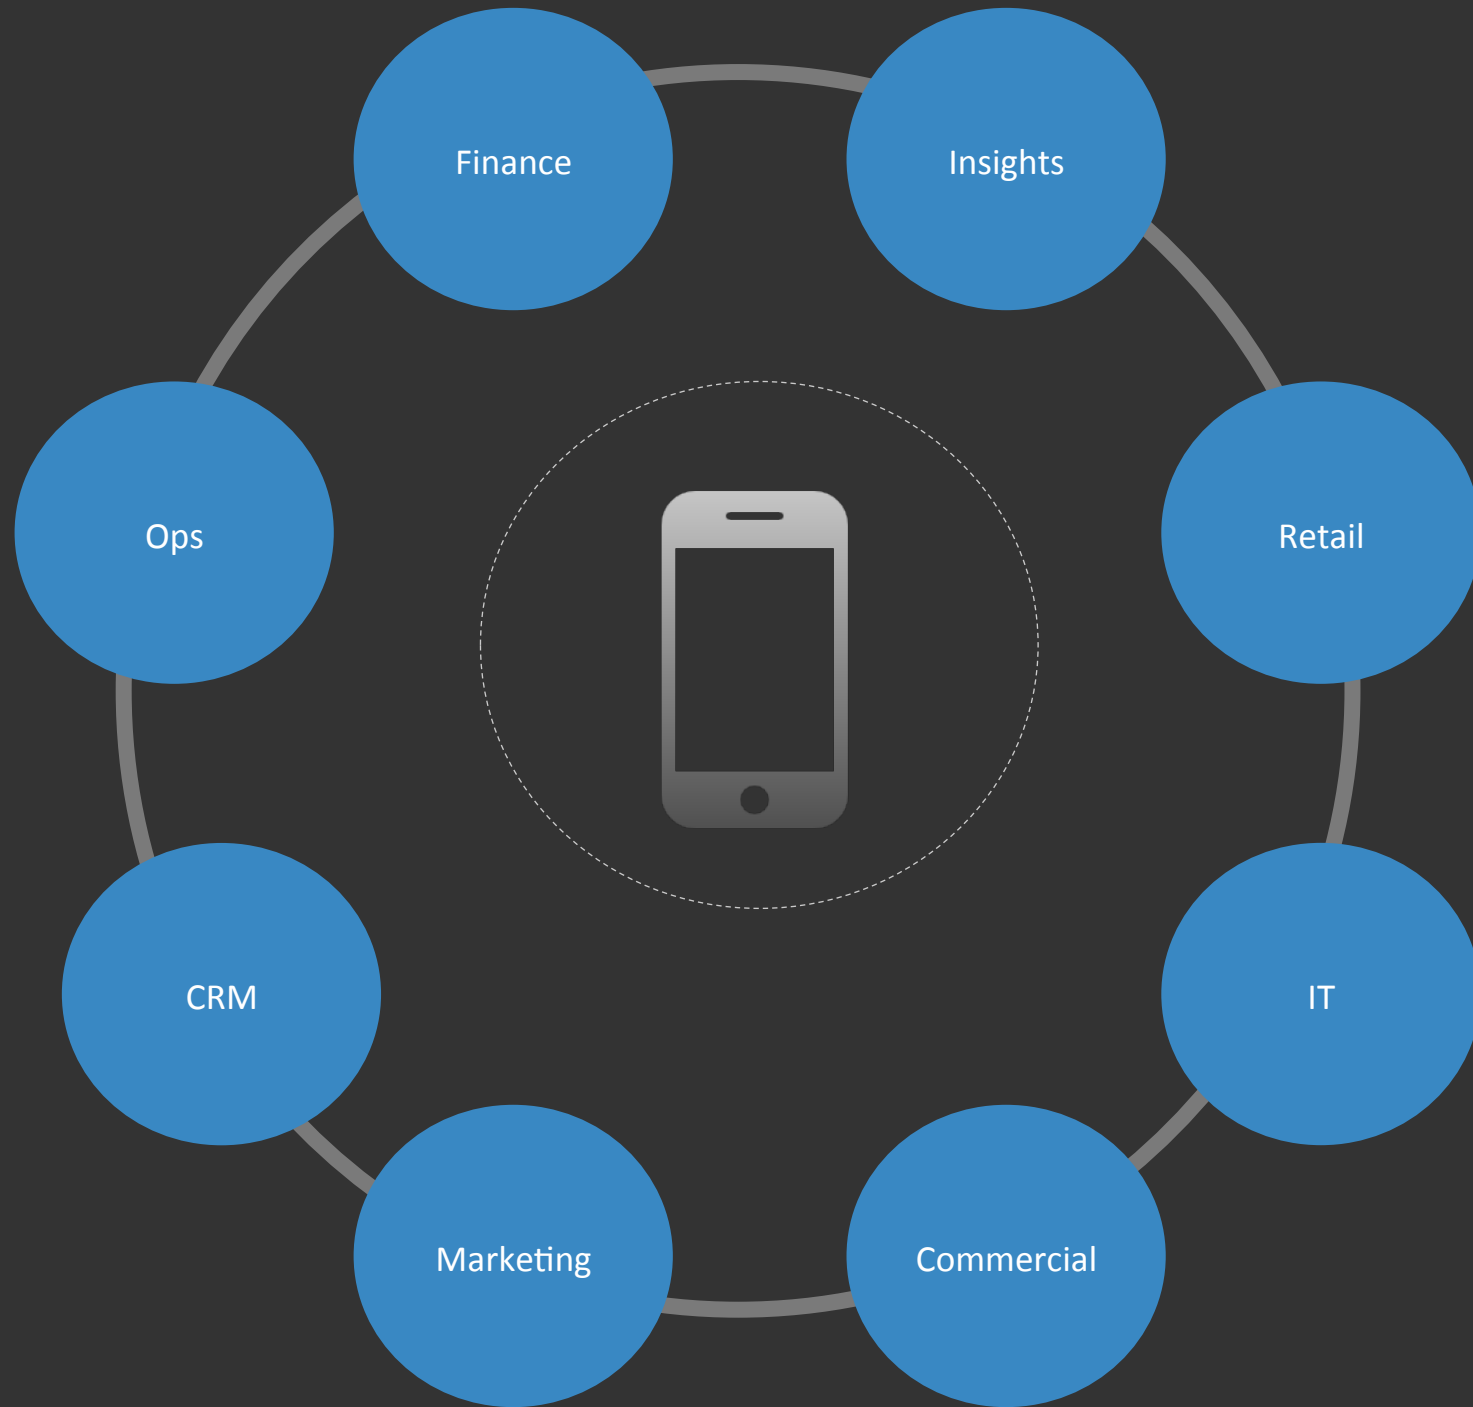 Finance
Insights
Ops
Retail
CRM
IT
Marketing
Commercial